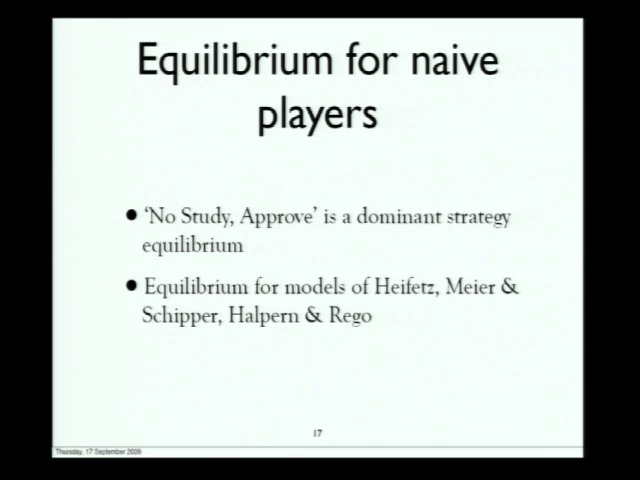 Equilibrium for naive
players
• ‘No Study, Approve’ is a dominant strategy
equilibrium
• Equilibrium for models of Heifetz, Meier &
Schipper, Halpern & Rego
17
Thursday, 17 September 2009